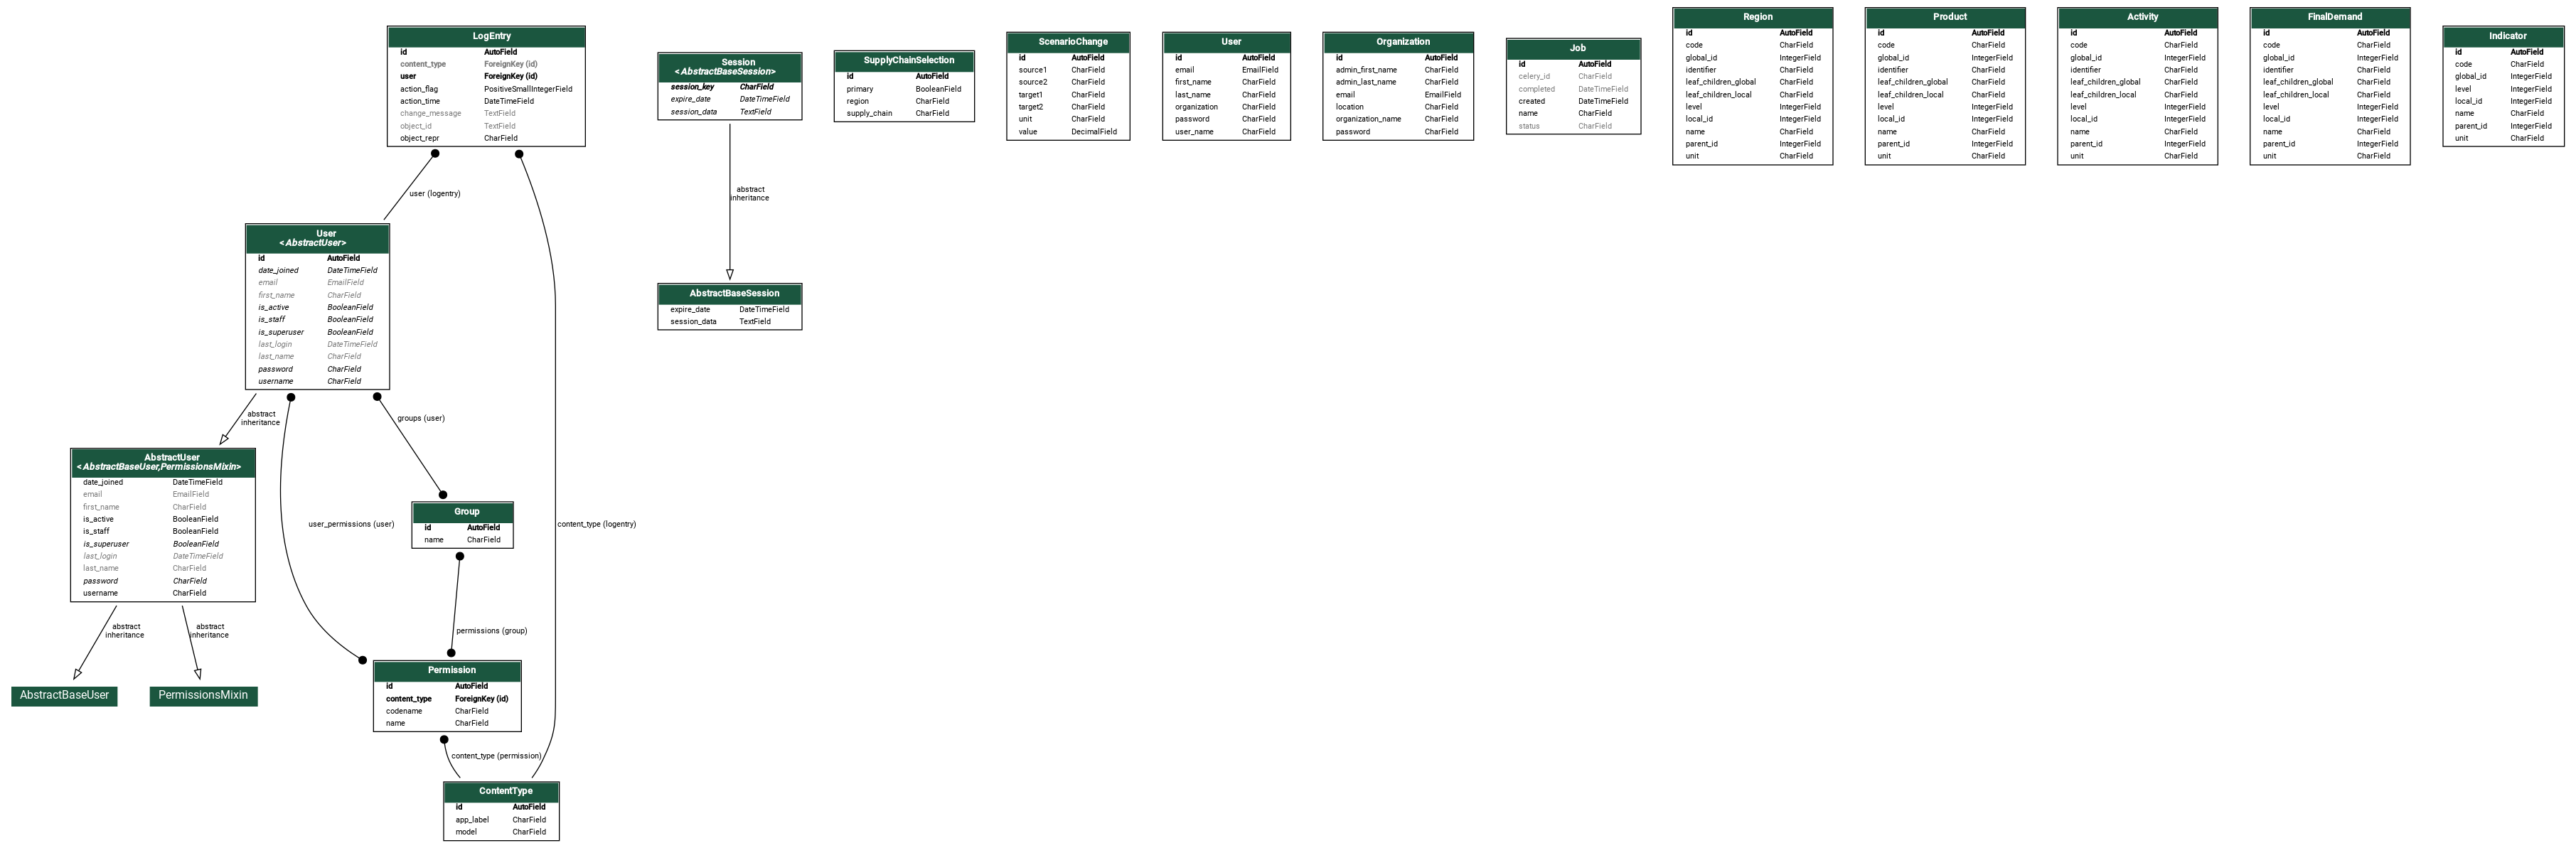 LogEntry
id AutoField
content_type ForeignKey (id)
user ForeignKey (id)
action_flag PositiveSmallIntegerField
action_time DateTimeField
change_message TextField
object_id TextField
object_repr CharField
Session
<AbstractBaseSession>
session_key CharField
expire_date DateTimeField
session_data TextField
SupplyChainSelection
id AutoField
primary BooleanField
region CharField
supply_chain CharField
ScenarioChange
id AutoField
source1 CharField
source2 CharField
target1 CharField
target2 CharField
unit CharField
value DecimalField
User
id AutoField
email EmailField
first_name CharField
last_name CharField
organization CharField
password CharField
user_name CharField
Organization
id AutoField
admin_first_name CharField
admin_last_name CharField
email EmailField
location CharField
organization_name CharField
password CharField
Job
id AutoField
celery_id CharField
completed DateTimeField
created DateTimeField
name CharField
status CharField
Region
id AutoField
code CharField
global_id IntegerField
identifier CharField
leaf_children_global CharField
leaf_children_local CharField
level IntegerField
local_id IntegerField
name CharField
parent_id IntegerField
unit CharField
Product
id AutoField
code CharField
global_id IntegerField
identifier CharField
leaf_children_global CharField
leaf_children_local CharField
level IntegerField
local_id IntegerField
name CharField
parent_id IntegerField
unit CharField
Activity
id AutoField
code CharField
global_id IntegerField
identifier CharField
leaf_children_global CharField
leaf_children_local CharField
level IntegerField
local_id IntegerField
name CharField
parent_id IntegerField
unit CharField
FinalDemand
id AutoField
code CharField
global_id IntegerField
identifier CharField
leaf_children_global CharField
leaf_children_local CharField
level IntegerField
local_id IntegerField
name CharField
parent_id IntegerField
unit CharField
Indicator
id AutoField
code CharField
global_id IntegerField
level IntegerField
local_id IntegerField
name CharField
parent_id IntegerField
unit CharField
user (logentry)
abstract
inheritance
User
<AbstractUser>
id AutoField
date_joined DateTimeField
email EmailField
first_name CharField
is_active BooleanField
is_staff BooleanField
is_superuser BooleanField
last_login DateTimeField
last_name CharField
password CharField
username CharField
AbstractBaseSession
expire_date DateTimeField
session_data TextField
abstract
inheritance
groups (user)
AbstractUser
<AbstractBaseUser,PermissionsMixin>
date_joined DateTimeField
email EmailField
first_name CharField
is_active BooleanField
is_staff BooleanField
is_superuser BooleanField
last_login DateTimeField
last_name CharField
password CharField
username CharField
user_permissions (user)
Group
id AutoField
name CharField
content_type (logentry)
abstract
inheritance
abstract
inheritance
permissions (group)
AbstractBaseUser
PermissionsMixin
Permission
id AutoField
content_type ForeignKey (id)
codename CharField
name CharField
content_type (permission)
ContentType
id AutoField
app_label CharField
model CharField